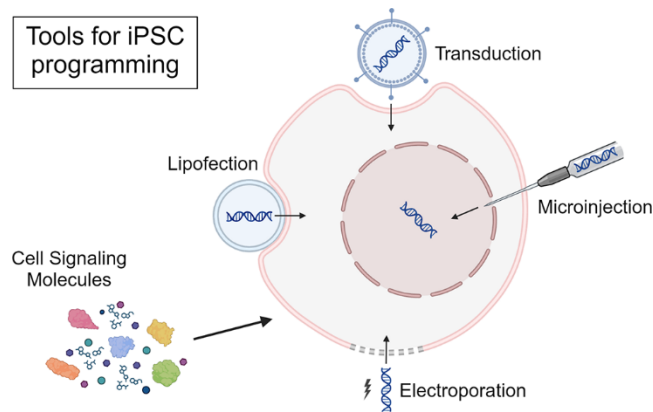 Tools for iPSC
programming
Transduction
Lipofection
Microinjection
Cell Signaling
Molecules
Electroporation